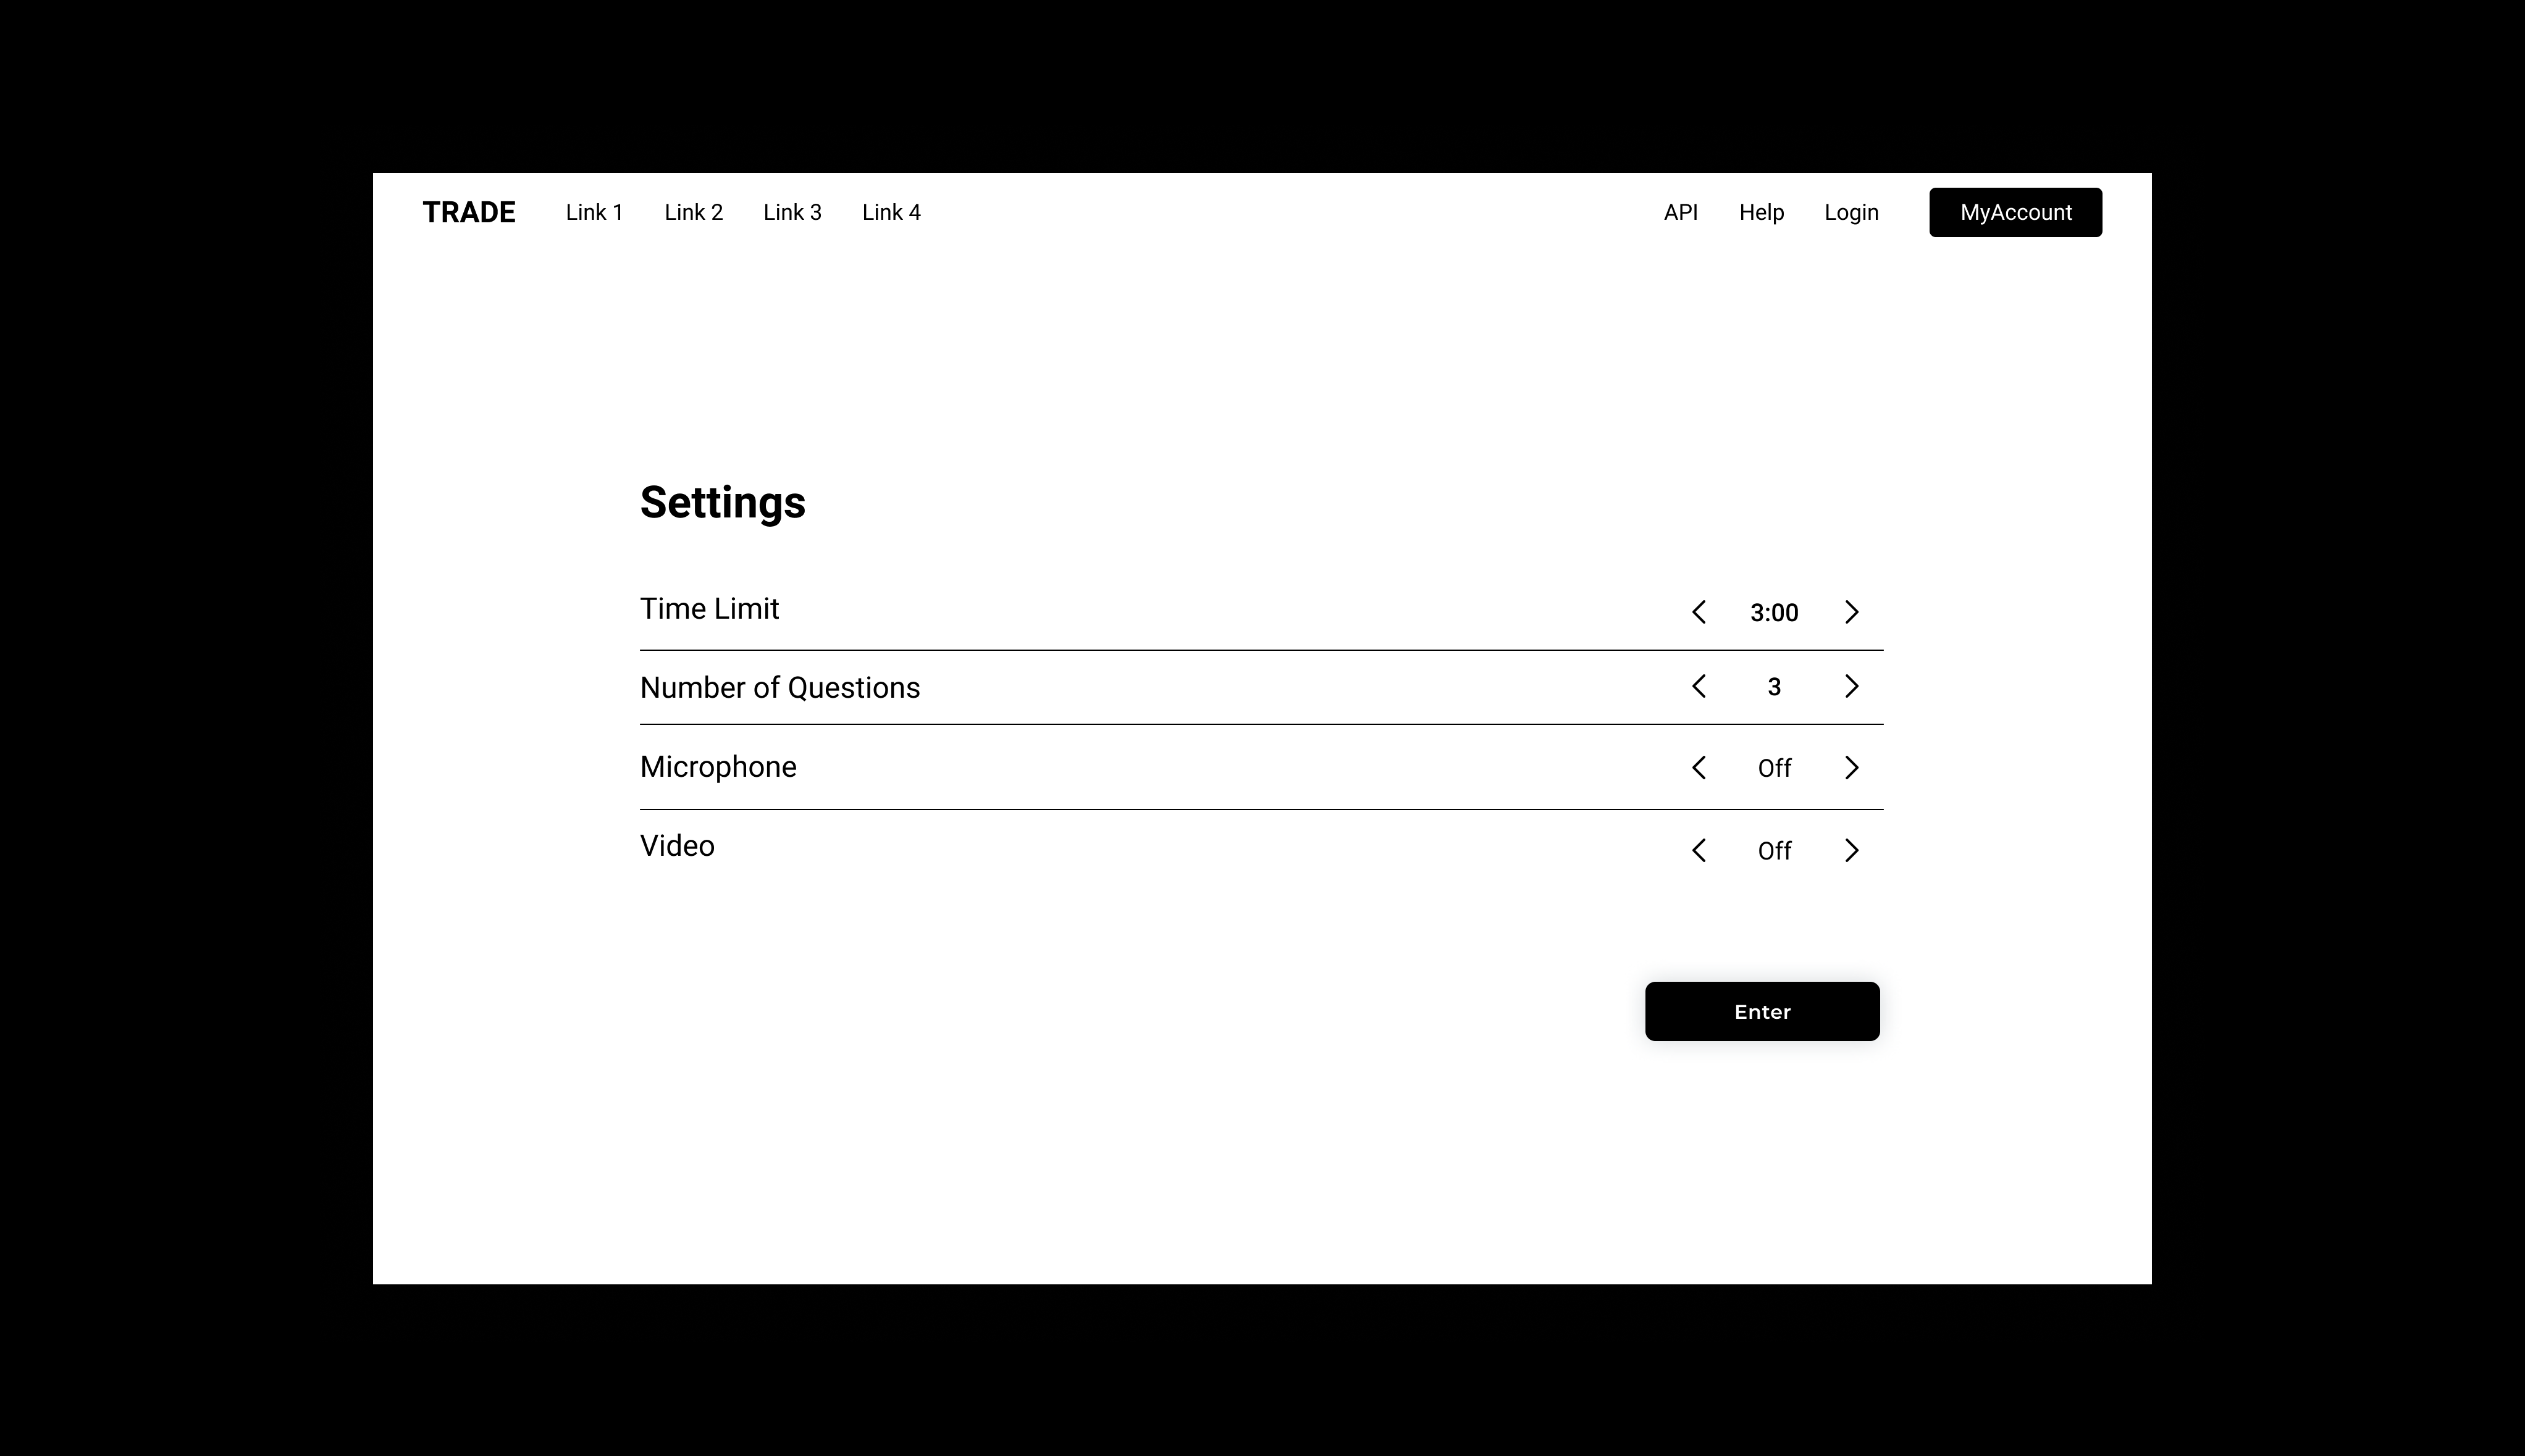 TRADE Link 1 Link 2 Link 3 Link 4 API Help Login MyAccount
Settings
Time Limit 3:00
Number of Questions 3
Microphone Off
Video Off
Enter